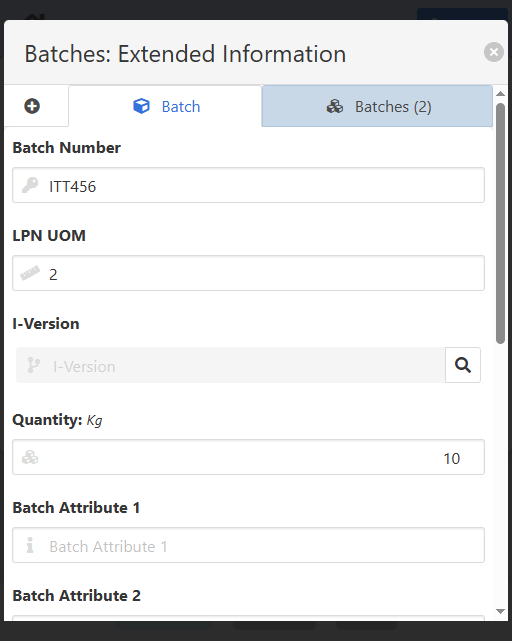 Batches: Extended Information
Batch
Batches (2)
Batch Number
ITT456
LPN UOM
2
I-Version
I-Version
Quantity: Kg
10
Batch Attribute 1
Batch Attribute 1
Batch Attribute 2